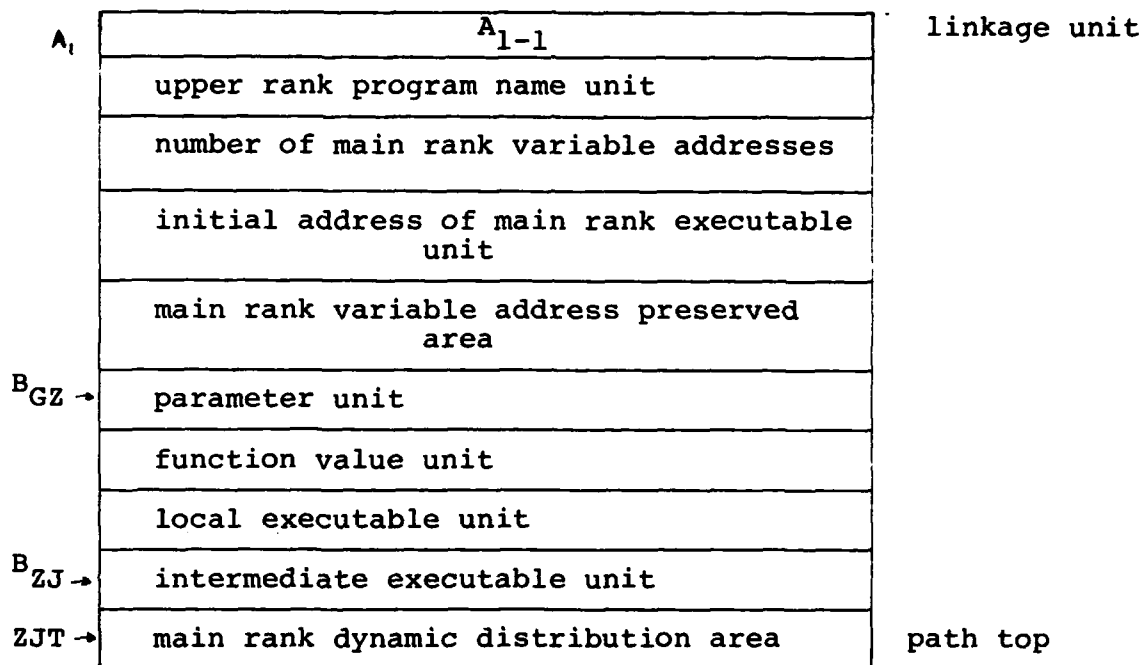 A₁ A₁₋₁ linkage unit
upper rank program name unit
number of main rank variable addresses
initial address of main rank executable
unit
main rank variable address preserved
area
B_GZ → parameter unit
function value unit
local executable unit
B_ZJ → intermediate executable unit
ZJT → main rank dynamic distribution area path top